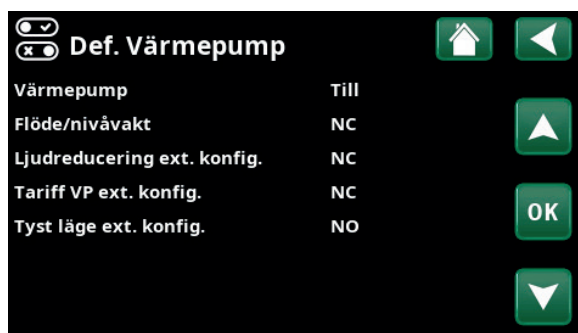 Def. Värmepump
Värmepump Till
Flöde/nivåvakt NC
Ljudreducering ext. konfig. NC
Tariff VP ext. konfig. NC
Tyst läge ext. konfig. NO
OK